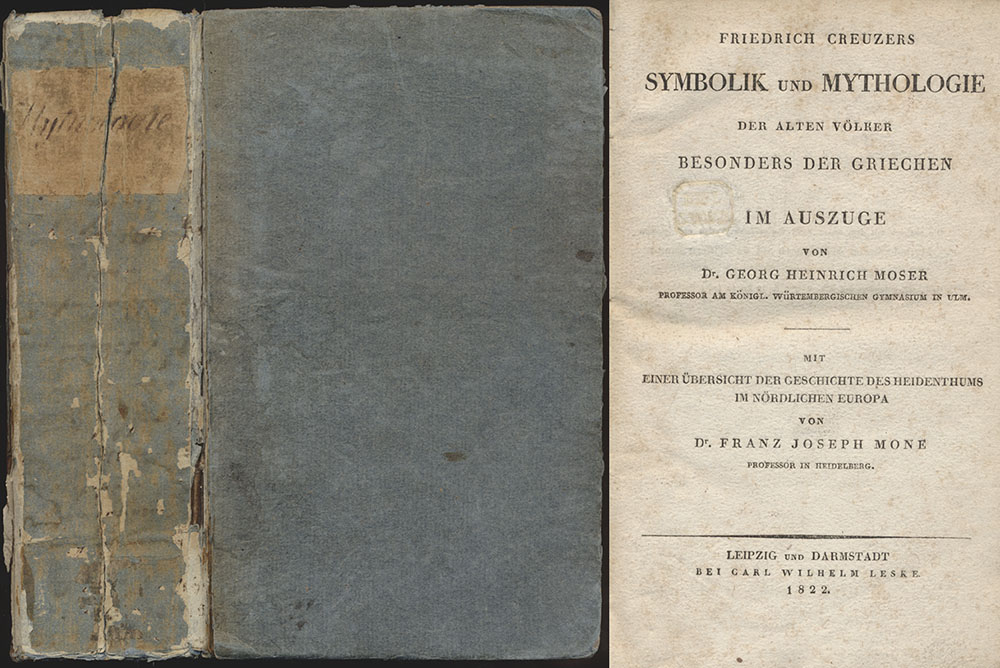 Mythologie
FRIEDRICH CREUZERS
SYMBOLIK UND MYTHOLOGIE
DER ALTEN VÖLKER
BESONDERS DER GRIECHEN
IM AUSZUGE
VON
Dr. GEORG HEINRICH MOSER
PROFESSOR AM KÖNIGL. WÜRTEMBERGISCHEN GYMNASIUM IN ULM.
MIT
EINER ÜBERSICHT DER GESCHICHTE DES HEIDENTHUMS
IM NÖRDLICHEN EUROPA
VON
Dr. FRANZ JOSEPH MONE
PROFESSOR IN HEIDELBERG.
LEIPZIG UND DARMSTADT
BEI CARL WILHELM LESKE
1822.